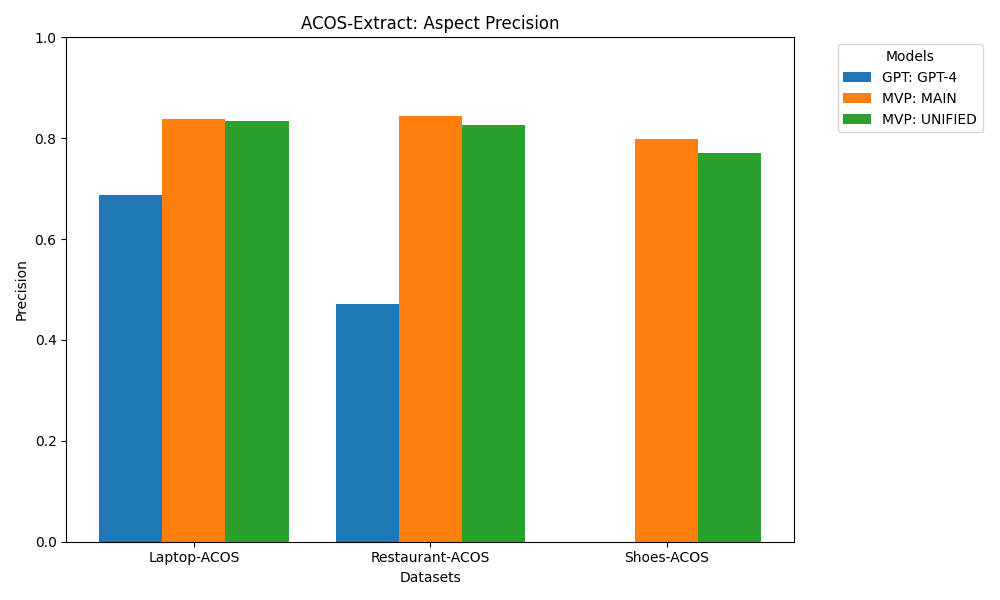 ACOS-Extract: Aspect Precision
Models
GPT: GPT-4
MVP: MAIN
MVP: UNIFIED
1.0
0.8
0.6
0.4
0.2
0.0
Precision
Laptop-ACOS
Restaurant-ACOS
Shoes-ACOS
Datasets